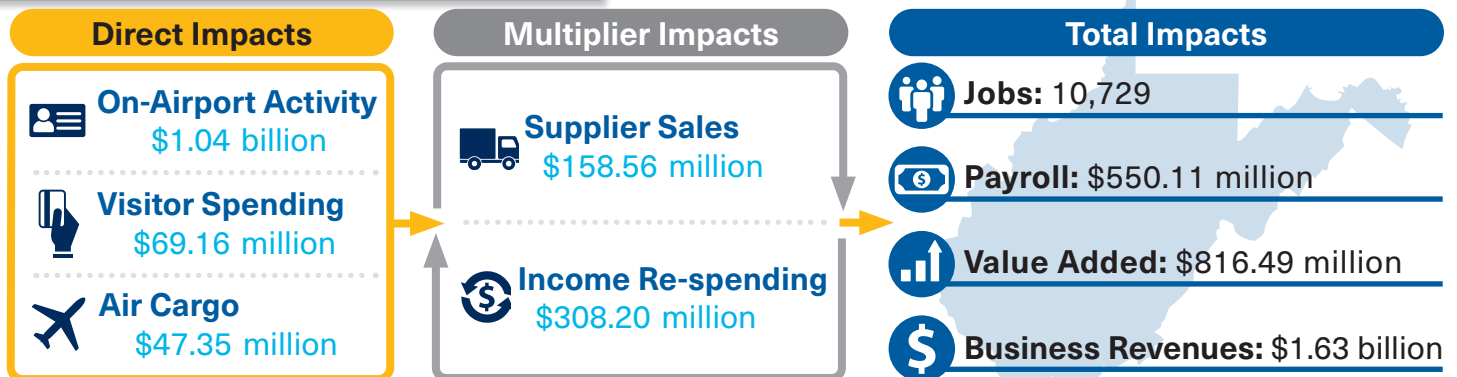 Direct Impacts
On-Airport Activity
$1.04 billion
Visitor Spending
$69.16 million
Air Cargo
$47.35 million
Multiplier Impacts
Supplier Sales
$158.56 million
Income Re-spending
$308.20 million
Total Impacts
Jobs: 10,729
Payroll: $550.11 million
Value Added: $816.49 million
Business Revenues: $1.63 billion